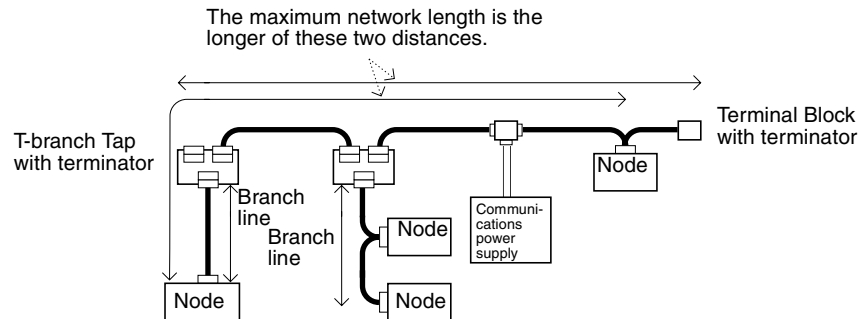 The maximum network length is the
longer of these two distances.
T-branch Tap
with terminator
Terminal Block
with terminator
Node
Branch
line
Branch
line
Node
Communi-
cations
power
supply
Node
Node